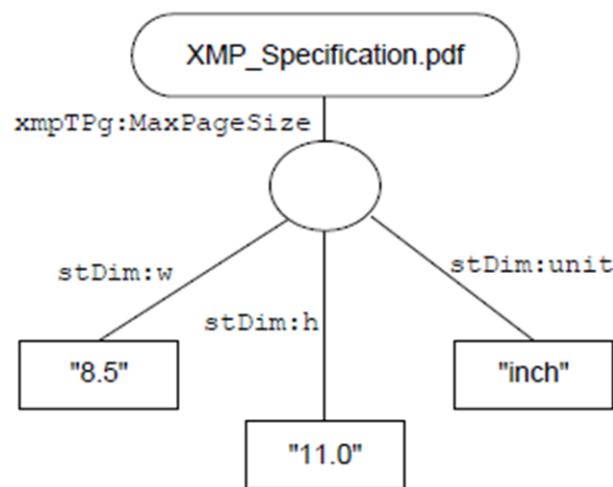 XMP_Specification.pdf
xmpTPg:MaxPageSize
stDim:w
stDim:h
stDim:unit
"8.5"
"11.0"
"inch"